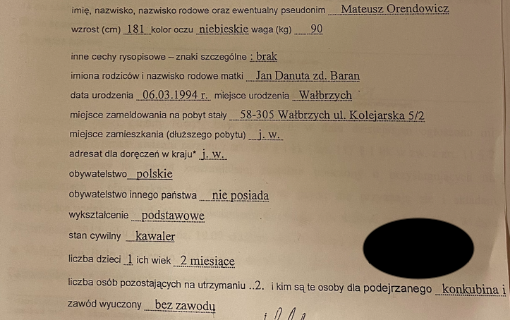 imię, nazwisko, nazwisko rodowe oraz ewentualny pseudonim Mateusz Orendowicz
wzrost (cm) 181 kolor oczu niebieskie waga (kg) 90
inne cechy rysopisowe – znaki szczególne : brak
imiona rodziców i nazwisko rodowe matki Jan Danuta zd. Baran
data urodzenia 06.03.1994 r. miejsce urodzenia Wałbrzych
miejsce zameldowania na pobyt stały 58-305 Wałbrzych ul. Kolejarska 5/2
miejsce zamieszkania (dłuższego pobytu) j. w.
adresat dla doręczeń w kraju* j. w.
obywatelstwo polskie
obywatelstwo innego państwa nie posiada
wykształcenie podstawowe
stan cywilny kawaler
liczba dzieci 1 ich wiek 2 miesiące
liczba osób pozostających na utrzymaniu ..2. i kim są te osoby dla podejrzanego konkubina i
zawód wyuczony bez zawodu